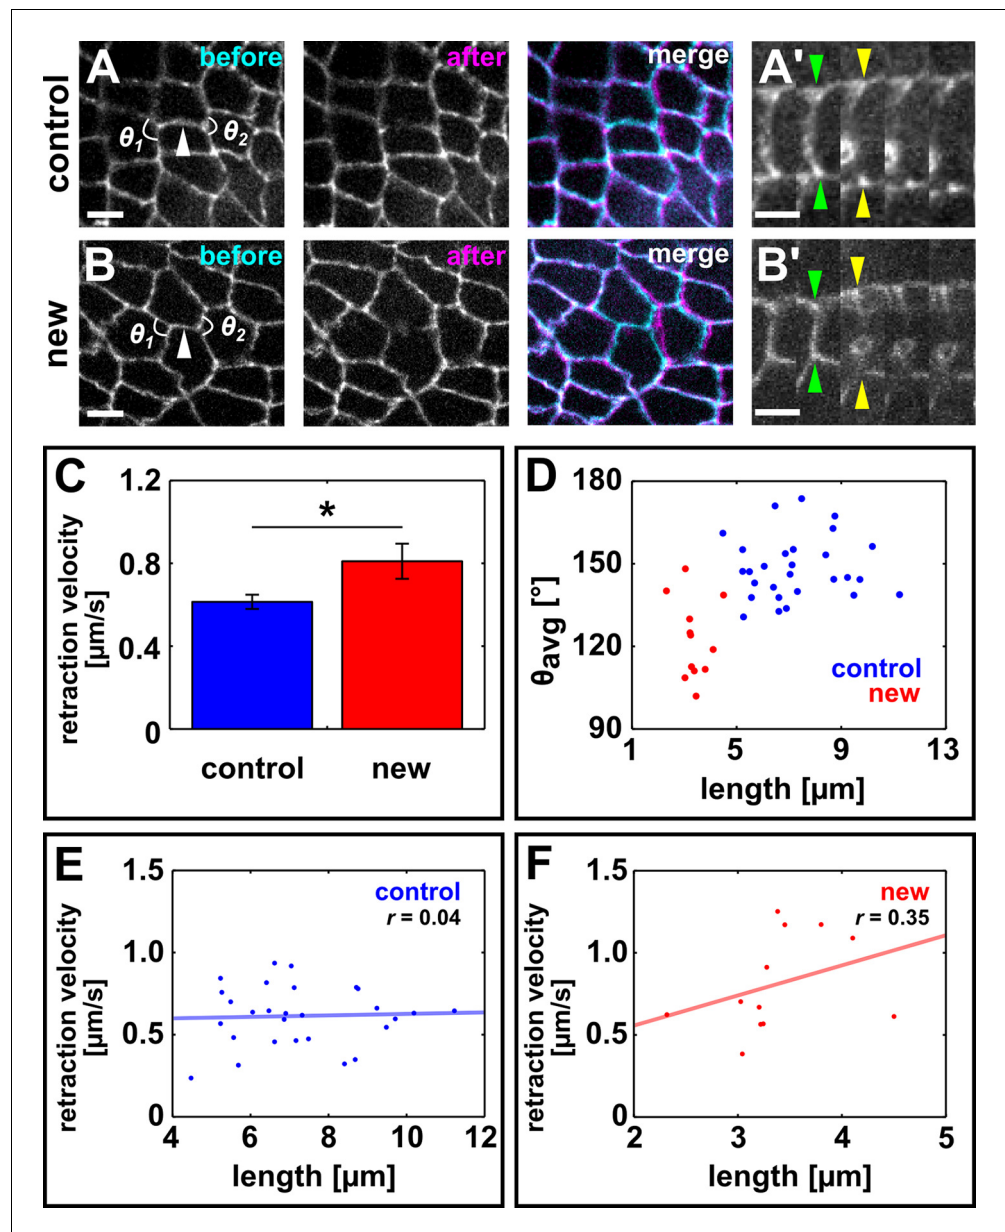 control
A
before
θ1
θ2
after
merge
A'
new
B
before
θ1
θ2
after
merge
B'
C
retraction velocity
[µm/s]
1.2
0.8
0.4
0
*
control
new
D
θavg [°]
180
150
120
90
control
new
1
5
9
13
length [µm]
E
retraction velocity
[µm/s]
1.5
1.0
0.5
0
control
r = 0.04
4
6
8
10
12
length [µm]
F
retraction velocity
[µm/s]
1.5
1.0
0.5
0
new
r = 0.35
2
3
4
5
length [µm]